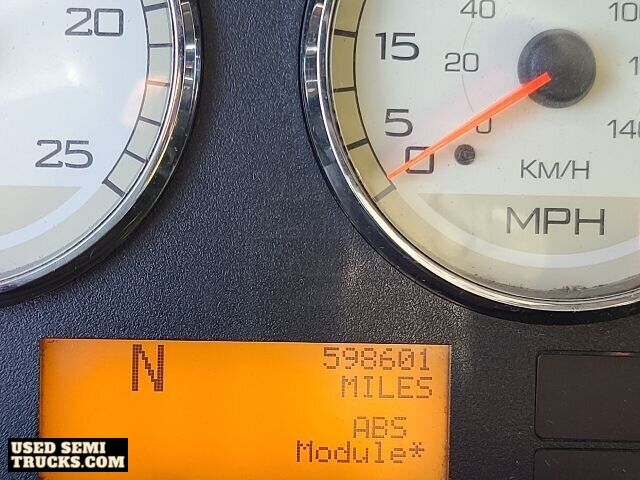 20
25
40
15
20
5
0
0
140
KM/H
MPH
N
598601
MILES
ABS
Module*
USED SEMI
TRUCKS.COM